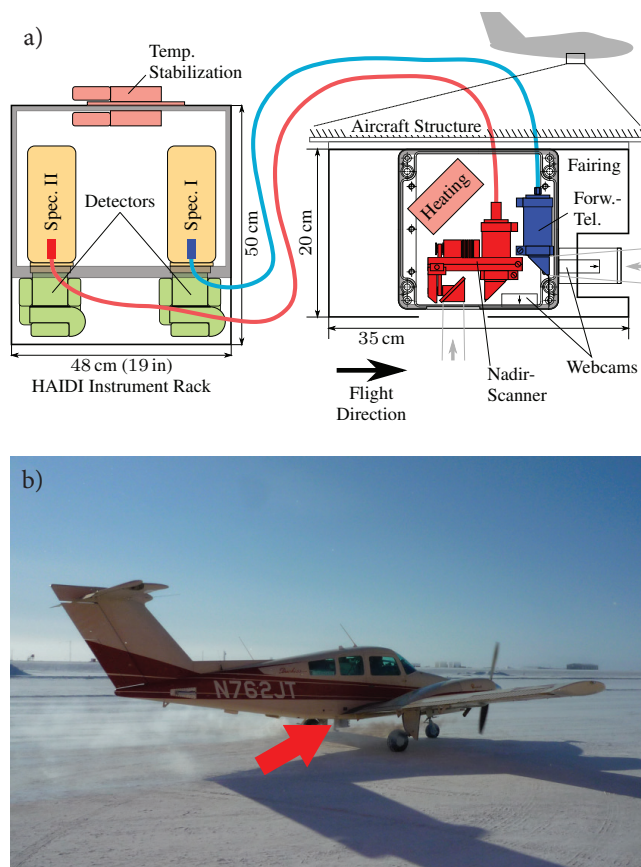 a)
Temp.
Stabilization
Aircraft Structure
Spec. II
Spec. I
Detectors
50 cm
20 cm
Heating
Fairing
Forw.-
Tel.
48 cm (19 in)
HAIDI Instrument Rack
35 cm
Flight
Direction
Nadir-
Scanner
Webcams
b)
N762JT